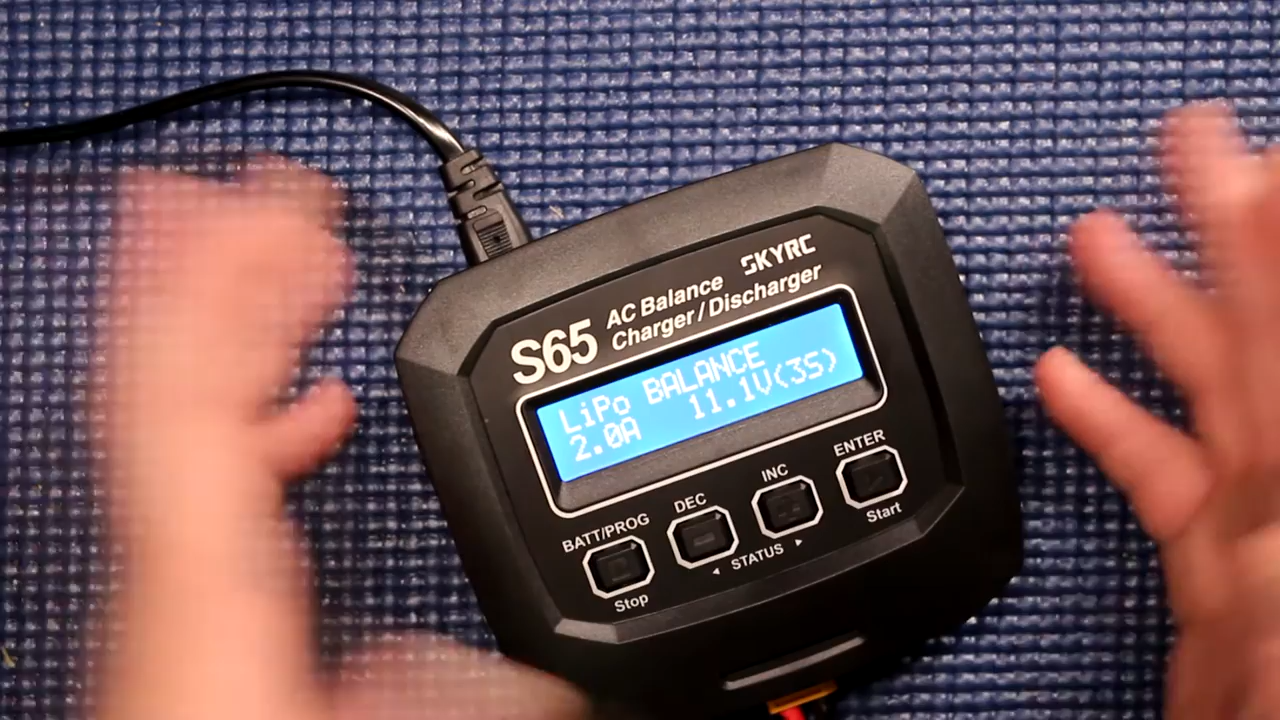 SKYRC
S65 AC Balance
Charger / Discharger
LiPo BALANCE
2.0A 11.1V(3S)
BATT/PROG DEC INC ENTER
Stop ◄ STATUS ► Start